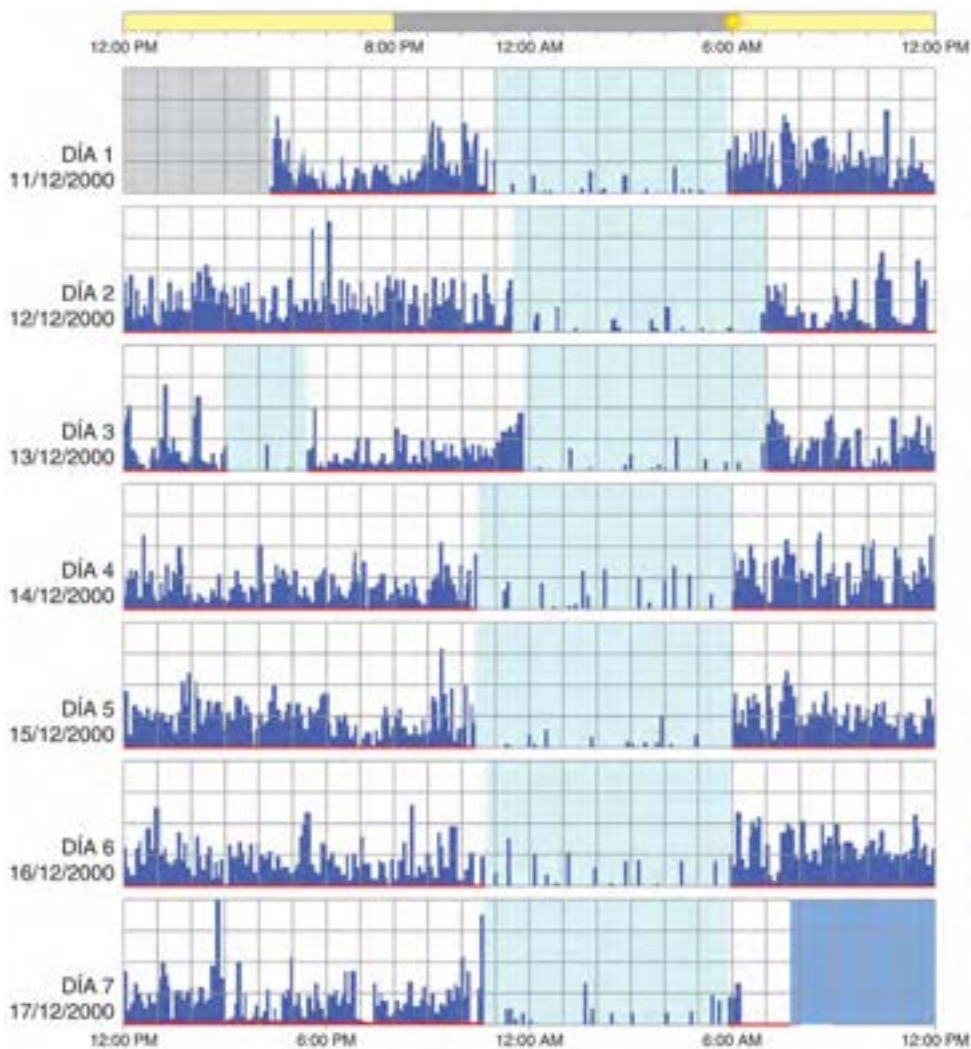 12:00 PM 8:00 PM 12:00 AM 6:00 AM 12:00 PM
DÍA 1
11/12/2000
DÍA 2
12/12/2000
DÍA 3
13/12/2000
DÍA 4
14/12/2000
DÍA 5
15/12/2000
DÍA 6
16/12/2000
DÍA 7
17/12/2000
12:00 PM 6:00 PM 12:00 AM 6:00 AM 12:00 PM